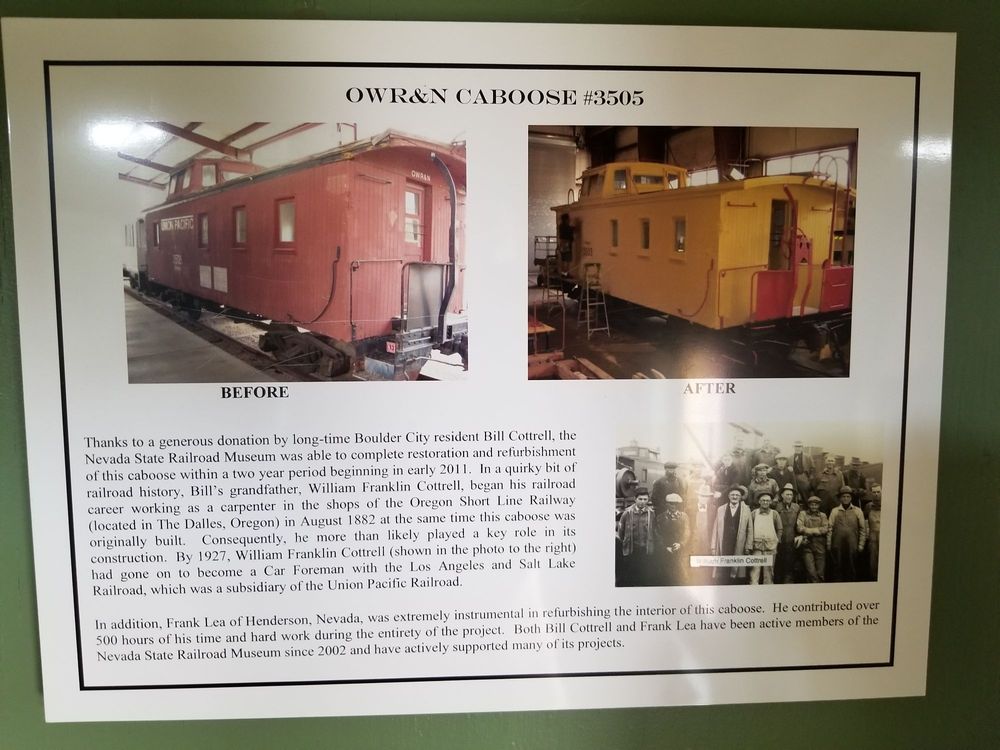 OWR&N CABOOSE #3505
OWR&N
UNION PACIFIC
BEFORE
AFTER
Thanks to a generous donation by long-time Boulder City resident Bill Cottrell, the
Nevada State Railroad Museum was able to complete restoration and refurbishment
of this caboose within a two year period beginning in early 2011. In a quirky bit of
railroad history, Bill's grandfather, William Franklin Cottrell, began his railroad
career working as a carpenter in the shops of the Oregon Short Line Railway
(located in The Dalles, Oregon) in August 1882 at the same time this caboose was
originally built. Consequently, he more than likely played a key role in its
construction. By 1927, William Franklin Cottrell (shown in the photo to the right)
had gone on to become a Car Foreman with the Los Angeles and Salt Lake
Railroad, which was a subsidiary of the Union Pacific Railroad.
William Franklin Cottrell
In addition, Frank Lea of Henderson, Nevada, was extremely instrumental in refurbishing the interior of this caboose. He contributed over
500 hours of his time and hard work during the entirety of the project. Both Bill Cottrell and Frank Lea have been active members of the
Nevada State Railroad Museum since 2002 and have actively supported many of its projects.